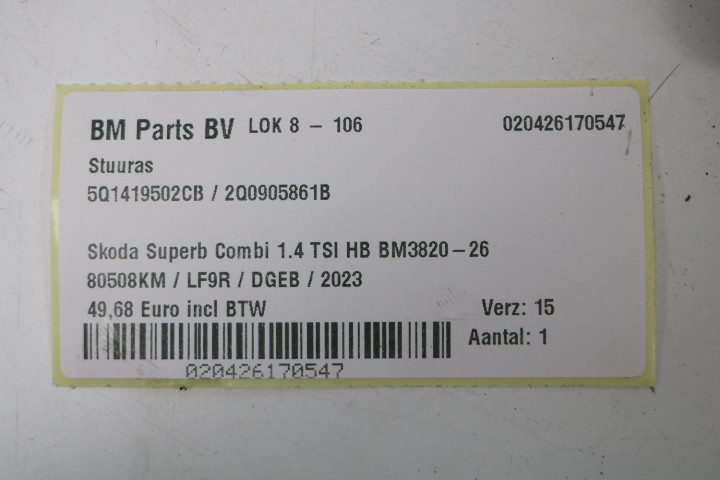 BM Parts BV LOK 8 - 106 020426170547
Stuuras
5Q1419502CB / 2Q0905861B
Skoda Superb Combi 1.4 TSI HB BM3820-26
80508KM / LF9R / DGEB / 2023
49,68 Euro incl BTW Verz: 15
Aantal: 1
020426170547